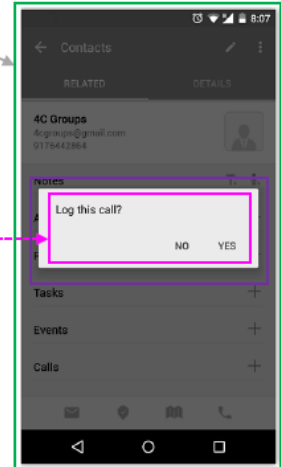 8:07
Contacts
RELATED DETAILS
4C Groups
4cgroups@gmail.com
9176442864
Notes
Log this call?
NO YES
Tasks
Events
Calls